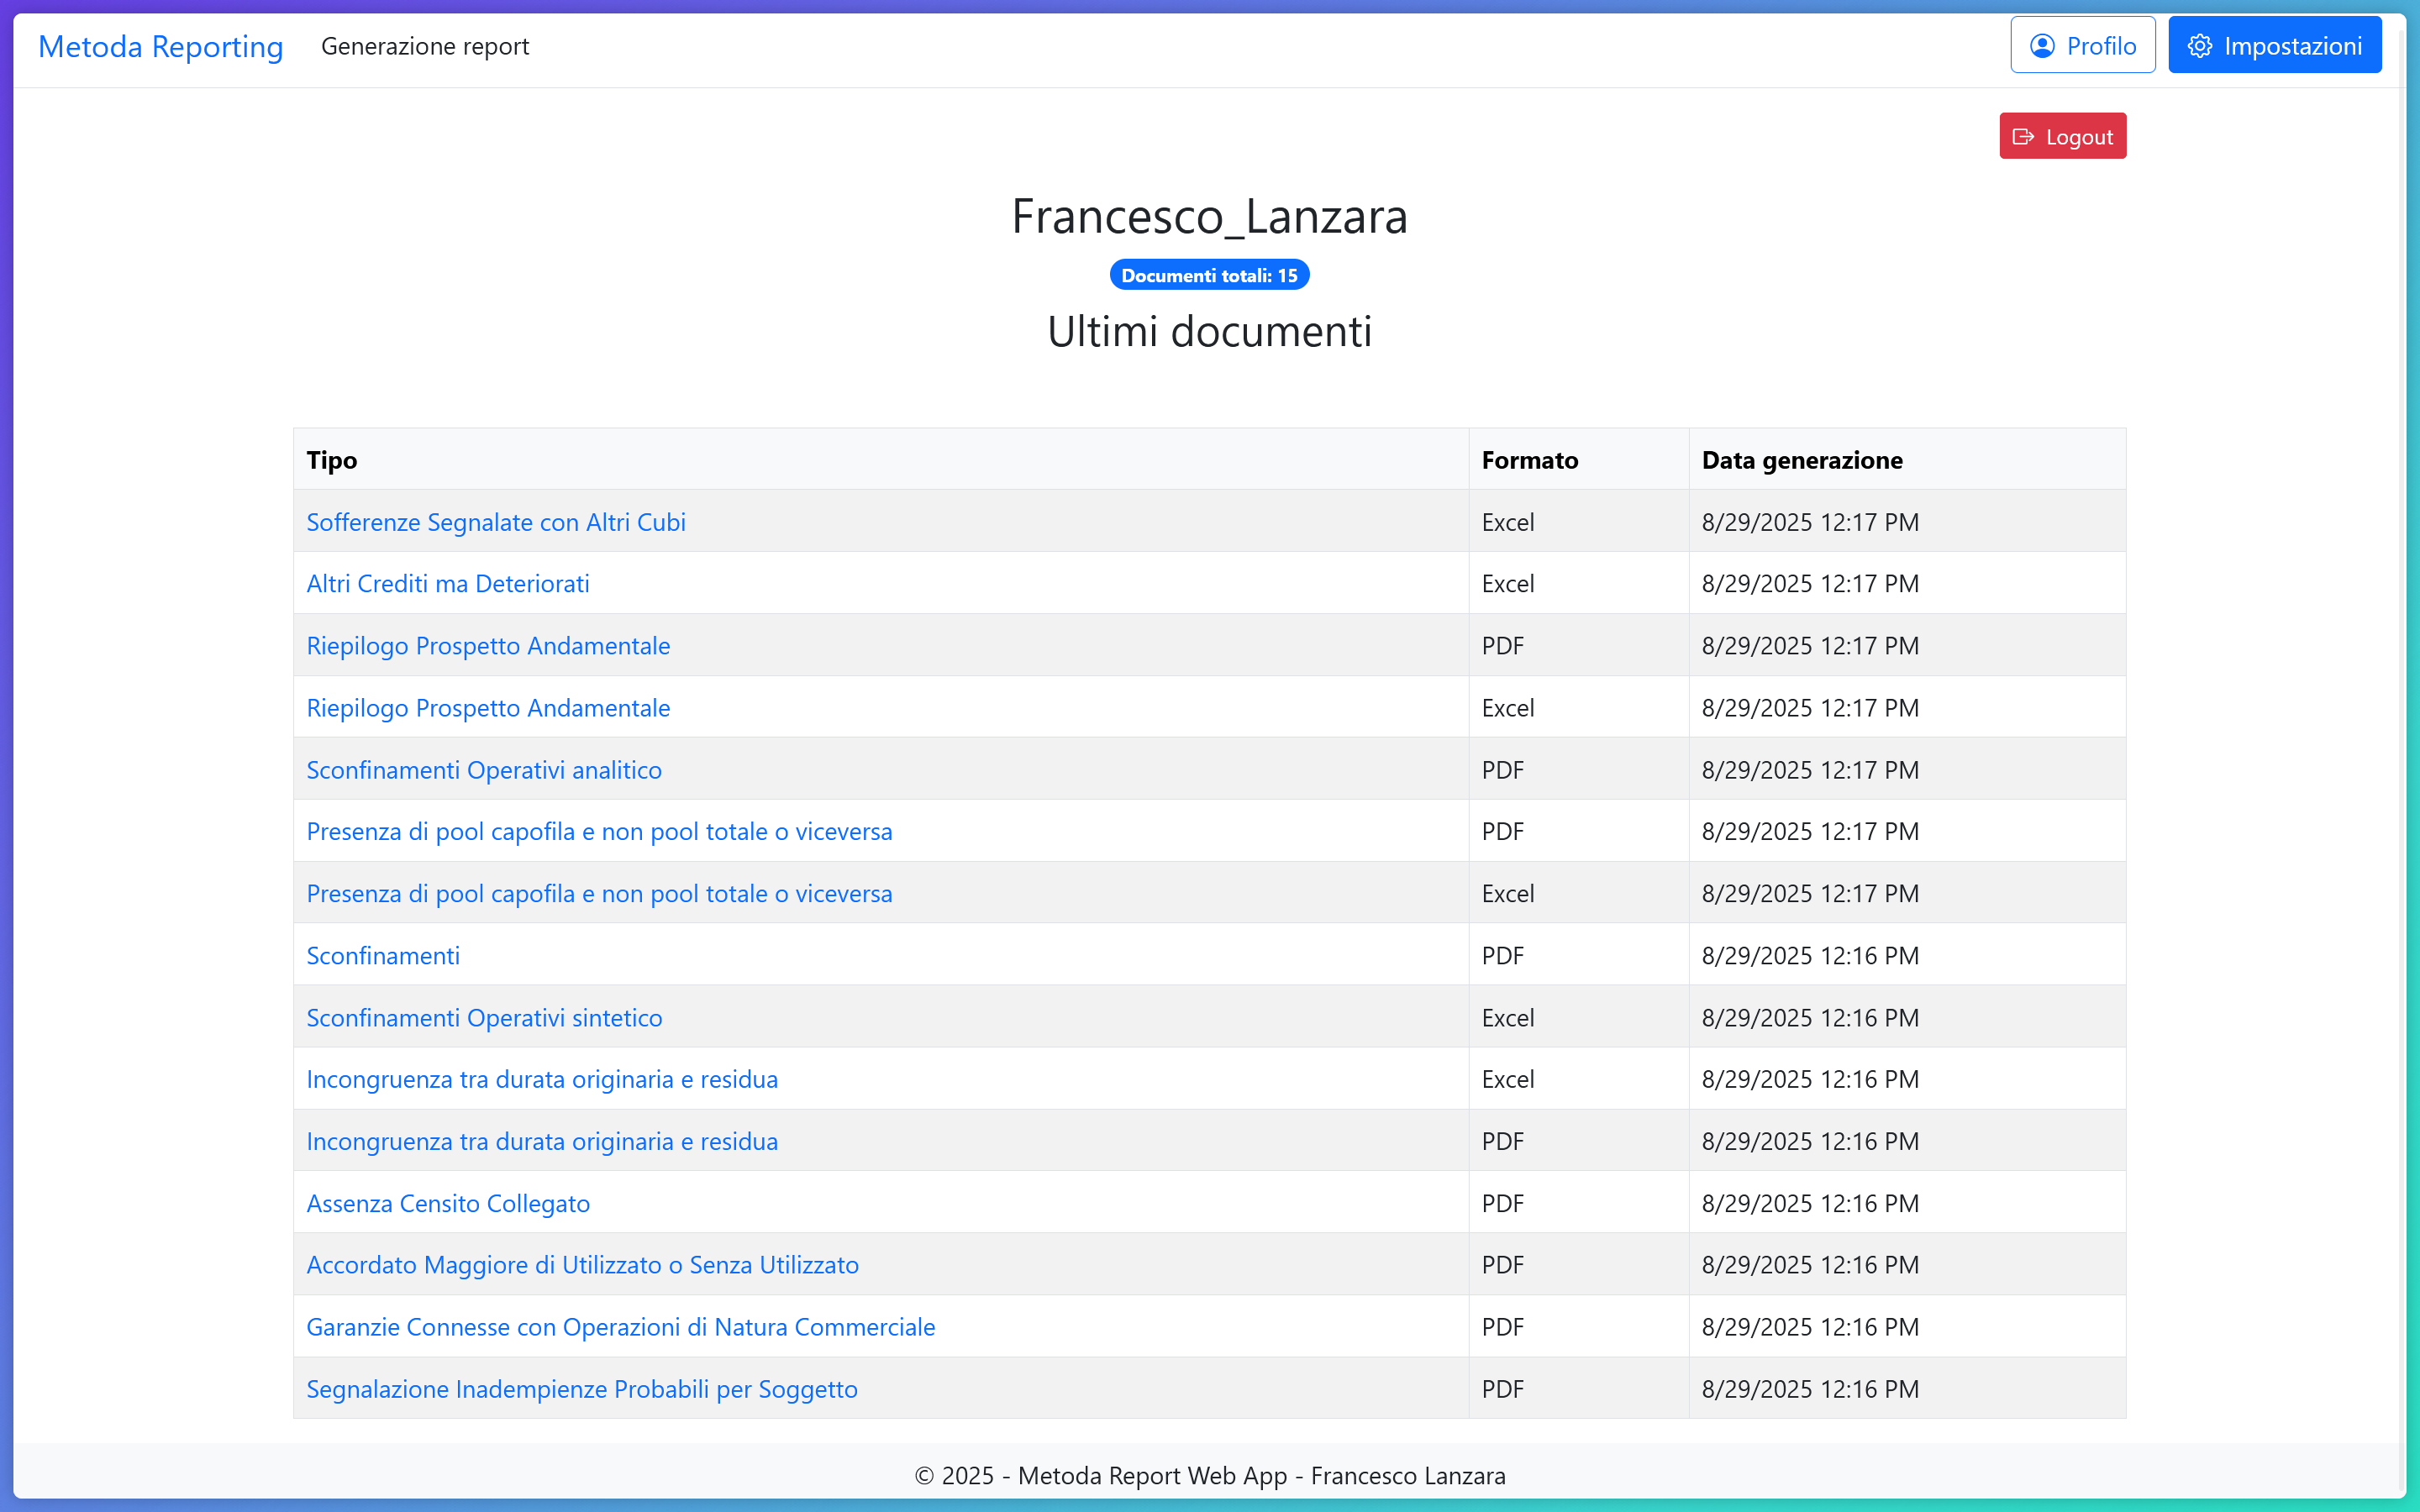 Metoda Reporting Generazione report Profilo Impostazioni
Logout
Francesco_Lanzara
Documenti totali: 15
Ultimi documenti
Tipo Formato Data generazione
Sofferenze Segnalate con Altri Cubi Excel 8/29/2025 12:17 PM
Altri Crediti ma Deteriorati Excel 8/29/2025 12:17 PM
Riepilogo Prospetto Andamentale PDF 8/29/2025 12:17 PM
Riepilogo Prospetto Andamentale Excel 8/29/2025 12:17 PM
Sconfinamenti Operativi analitico PDF 8/29/2025 12:17 PM
Presenza di pool capofila e non pool totale o viceversa PDF 8/29/2025 12:17 PM
Presenza di pool capofila e non pool totale o viceversa Excel 8/29/2025 12:17 PM
Sconfinamenti PDF 8/29/2025 12:16 PM
Sconfinamenti Operativi sintetico Excel 8/29/2025 12:16 PM
Incongruenza tra durata originaria e residua Excel 8/29/2025 12:16 PM
Incongruenza tra durata originaria e residua PDF 8/29/2025 12:16 PM
Assenza Censito Collegato PDF 8/29/2025 12:16 PM
Accordato Maggiore di Utilizzato o Senza Utilizzato PDF 8/29/2025 12:16 PM
Garanzie Connesse con Operazioni di Natura Commerciale PDF 8/29/2025 12:16 PM
Segnalazione Inadempienze Probabili per Soggetto PDF 8/29/2025 12:16 PM
© 2025 - Metoda Report Web App - Francesco Lanzara